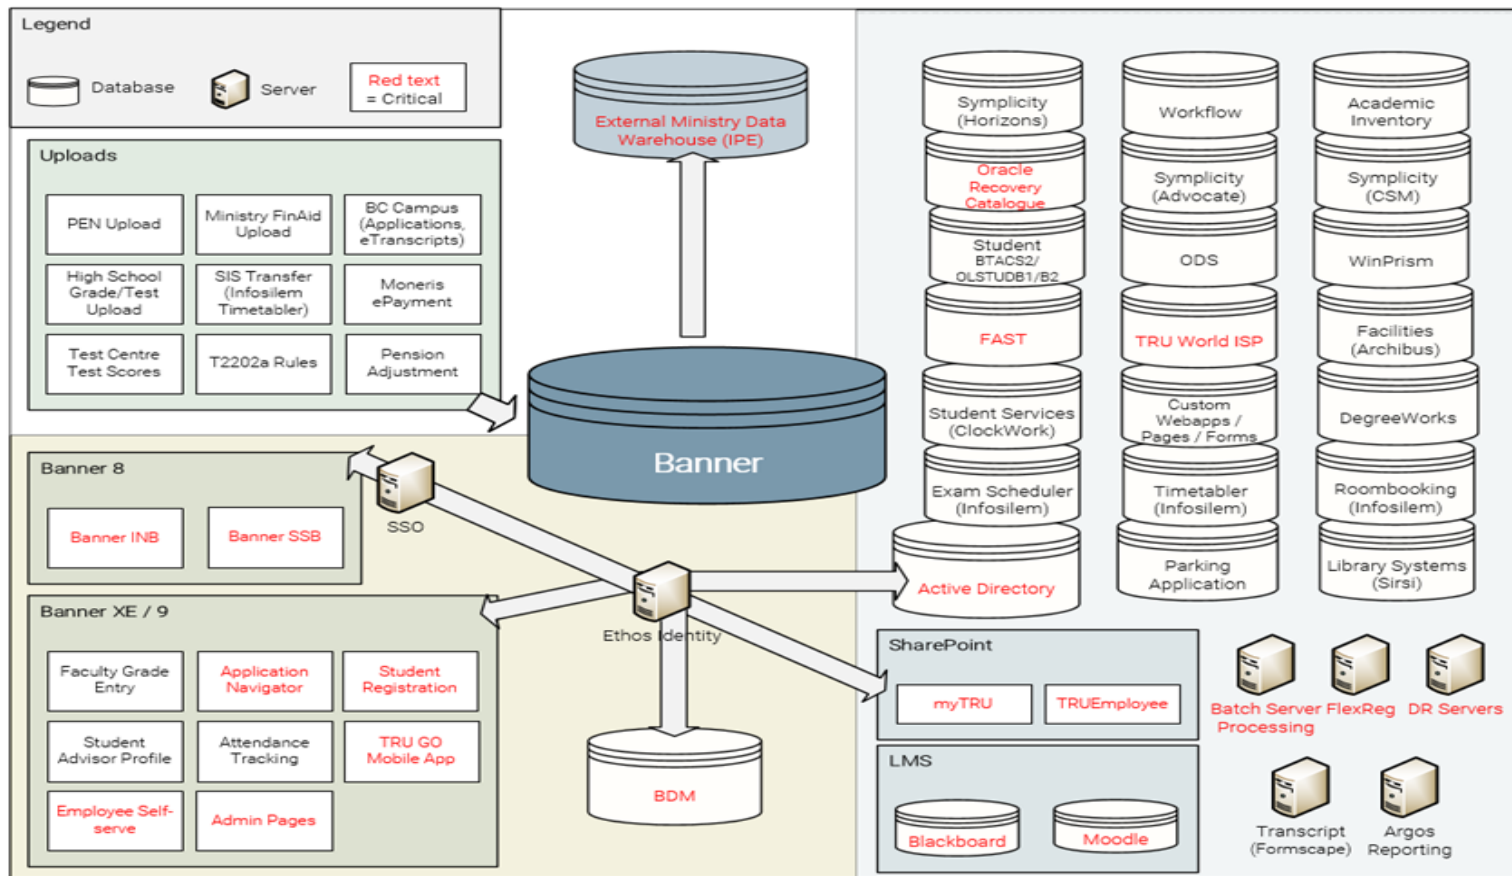 Legend
Database
Server
Red text
= Critical
Uploads
PEN Upload
Ministry FinAid
Upload
BC Campus
(Applications,
eTranscripts)
High School
Grade/Test
Upload
SIS Transfer
(Infosilem
Timetabler)
Moneris
ePayment
Test Centre
Test Scores
T2202a Rules
Pension
Adjustment
External Ministry Data
Warehouse (IPE)
Banner
Banner 8
Banner INB
Banner SSB
SSO
Ethos Identity
Banner XE / 9
Faculty Grade
Entry
Application
Navigator
Student
Registration
Student
Advisor Profile
Attendance
Tracking
TRU GO
Mobile App
Employee Self-
serve
Admin Pages
BDM
Symplicity
(Horizons)
Workflow
Academic
Inventory
Oracle
Recovery
Catalogue
Symplicity
(Advocate)
Symplicity
(CSM)
Student
BTACS2/
OLSTUDB1/B2
ODS
WinPrism
FAST
TRU World ISP
Facilities
(Archibus)
Student Services
(ClockWork)
Custom
Webapps /
Pages / Forms
DegreeWorks
Exam Scheduler
(Infosilem)
Timetabler
(Infosilem)
Roombooking
(Infosilem)
Active Directory
Parking
Application
Library Systems
(Sirsi)
SharePoint
myTRU
TRUEmployee
LMS
Blackboard
Moodle
Batch Server
Processing
FlexReg
DR Servers
Transcript
(Formscape)
Argos
Reporting